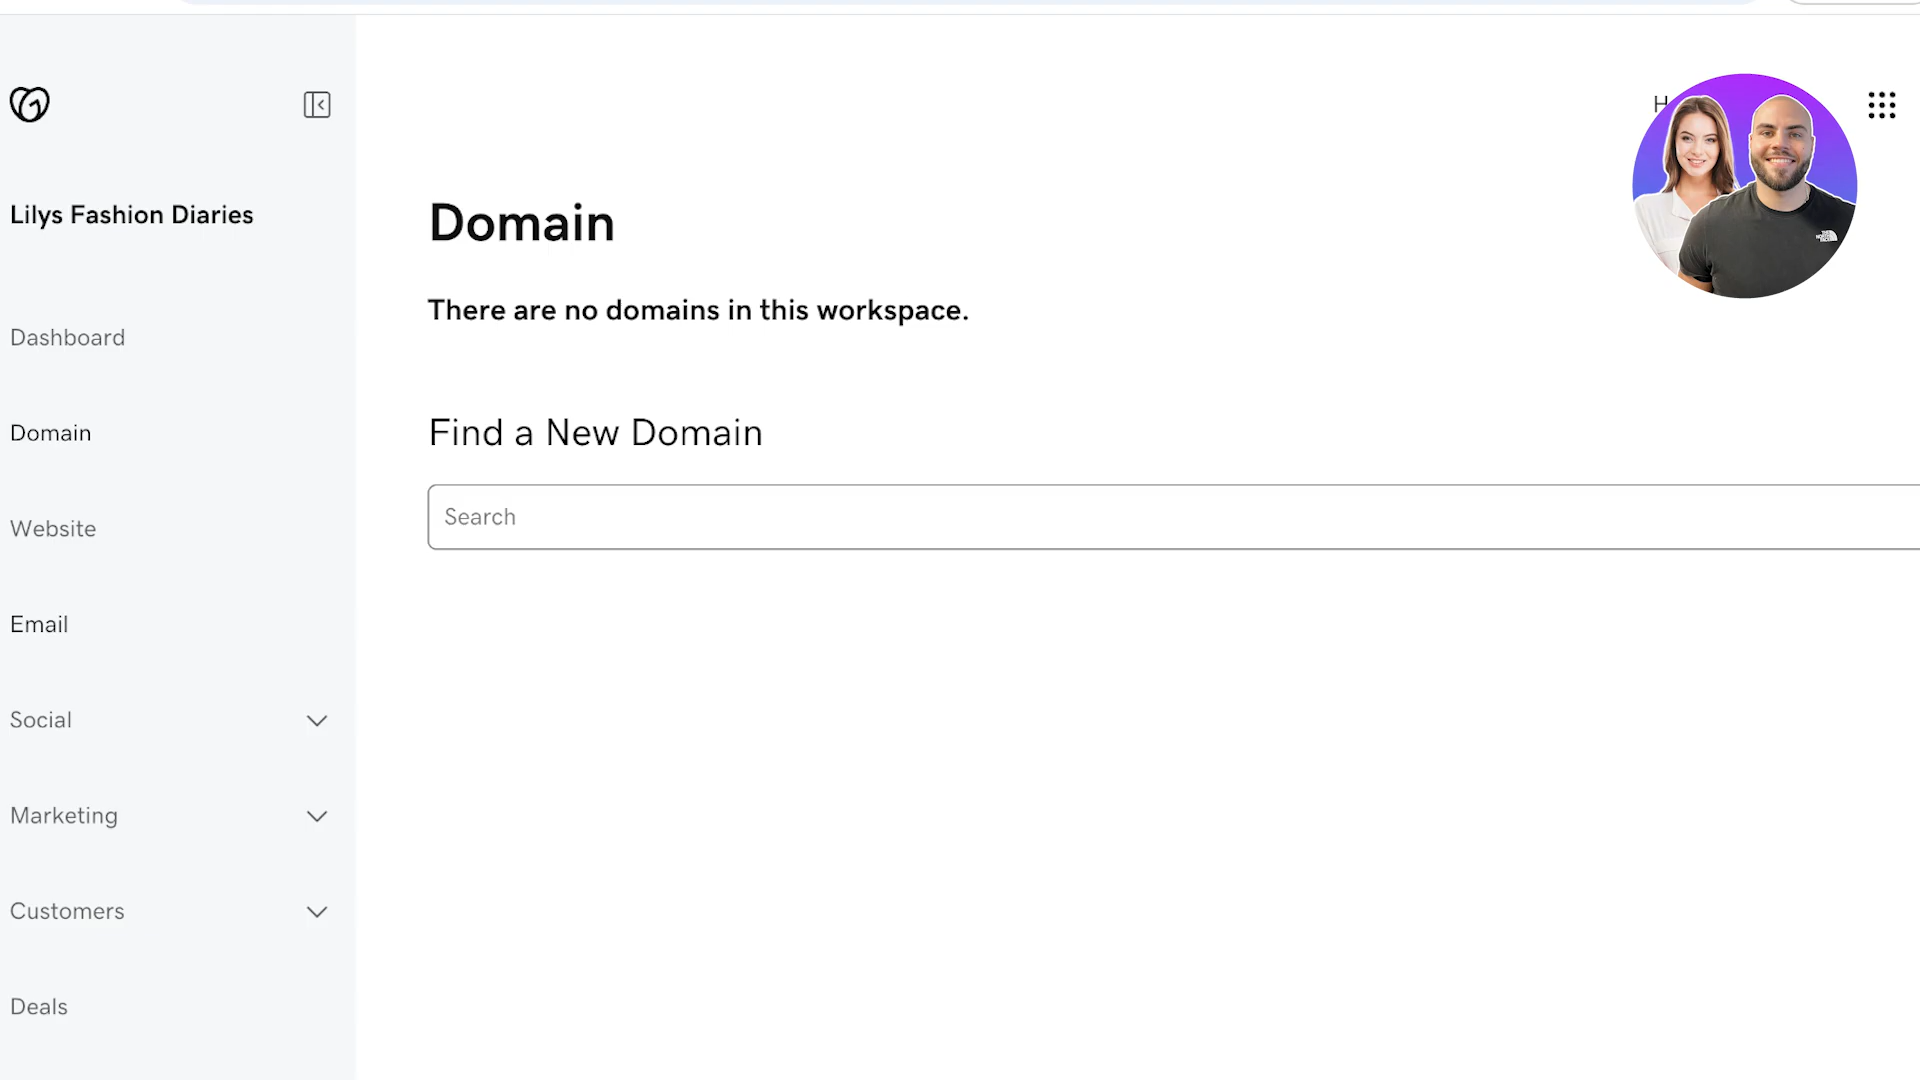 Lilys Fashion Diaries
Dashboard
Domain
Website
Email
Social
Marketing
Customers
Deals
Domain
There are no domains in this workspace.
Find a New Domain
Search